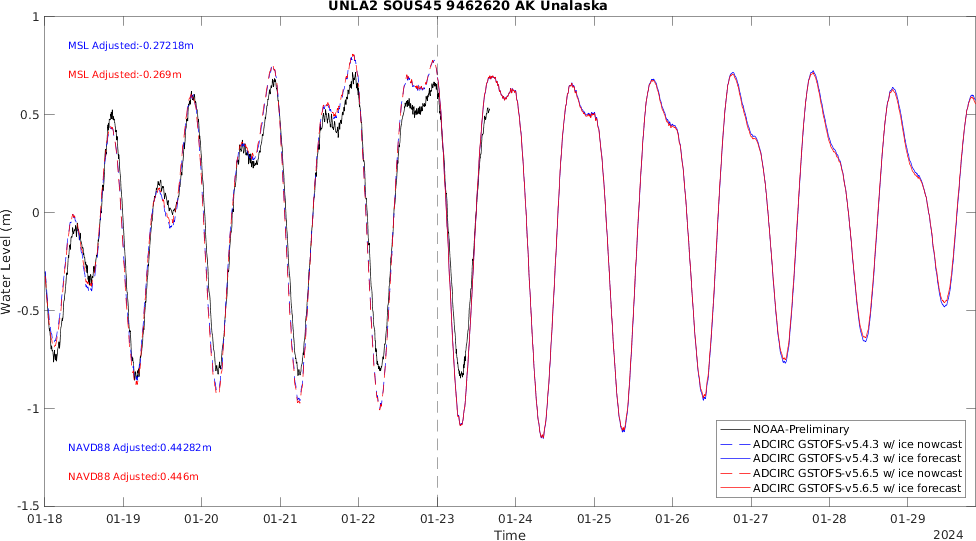 UNLA2 SOUS45 9462620 AK Unalaska
MSL Adjusted:-0.27218m
MSL Adjusted:-0.269m
NAVD88 Adjusted:0.44282m
NAVD88 Adjusted:0.446m
Water Level (m)
1
0.5
0
-0.5
-1
-1.5
NOAA-Preliminary
ADCIRC GSTOFS-v5.4.3 w/ ice nowcast
ADCIRC GSTOFS-v5.4.3 w/ ice forecast
ADCIRC GSTOFS-v5.6.5 w/ ice nowcast
ADCIRC GSTOFS-v5.6.5 w/ ice forecast
01-18 01-19 01-20 01-21 01-22 01-23 01-24 01-25 01-26 01-27 01-28 01-29
Time
2024